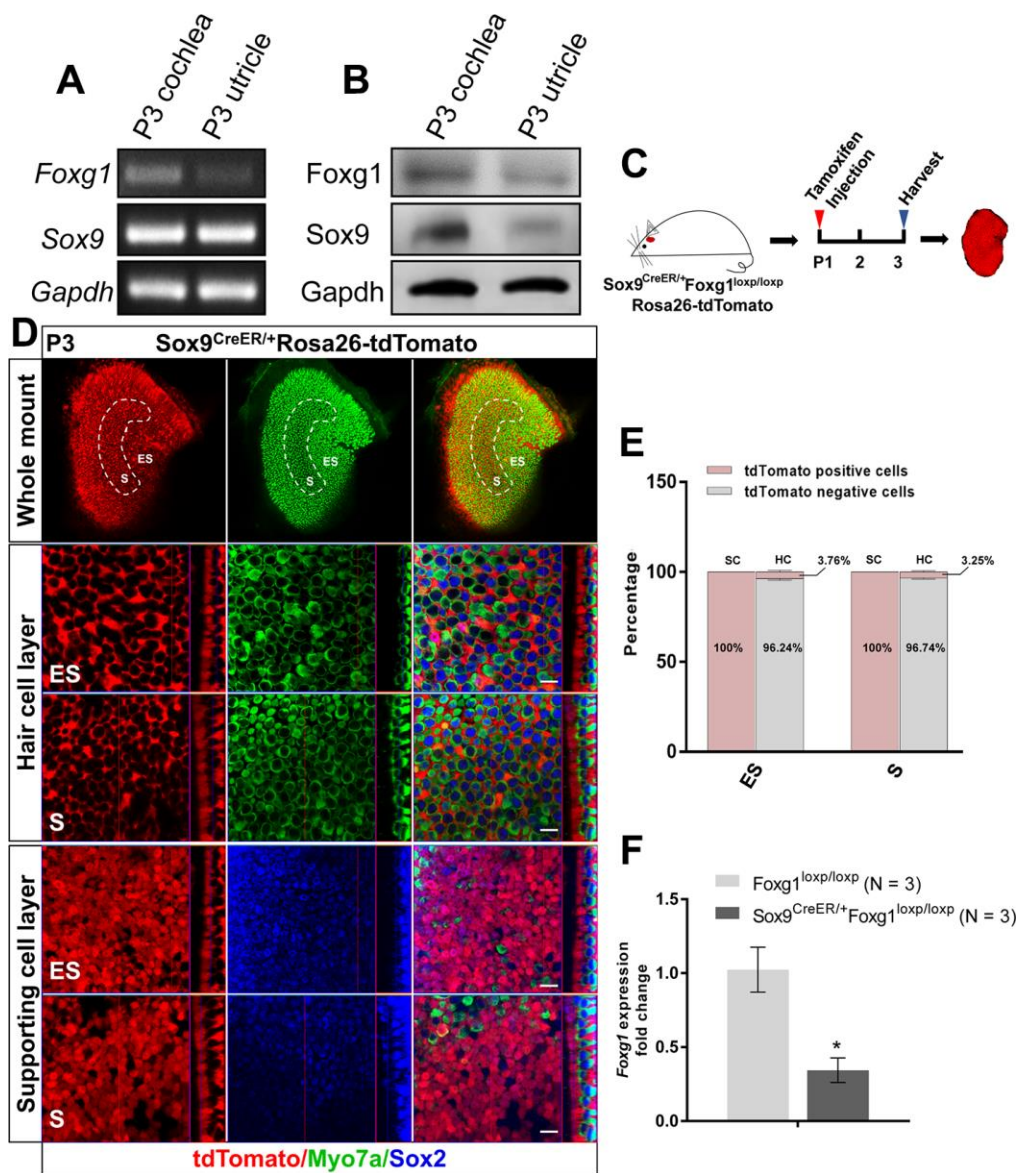 A
P3 cochlea
P3 utricle
Foxg1
Sox9
Gapdh
B
P3 cochlea
P3 utricle
Foxg1
Sox9
Gapdh
C
Tamoxifen
Injection
Harvest
P1 2 3
Sox9CreER/+Foxg1loxp/loxp
Rosa26-tdTomato
D
P3 Sox9CreER/+Rosa26-tdTomato
Whole mount
ES
S
ES
S
ES
S
Hair cell layer
ES
S
Supporting cell layer
ES
S
tdTomato/Myo7a/Sox2
E
tdTomato positive cells
tdTomato negative cells
Percentage
150
100
50
0
SC HC 3.76% SC HC 3.25%
100% 96.24% 100% 96.74%
ES S
F
Foxg1loxp/loxp (N = 3)
Sox9CreER/+Foxg1loxp/loxp (N = 3)
Foxg1 expression
fold change
1.5
1.0
0.5
0.0
*